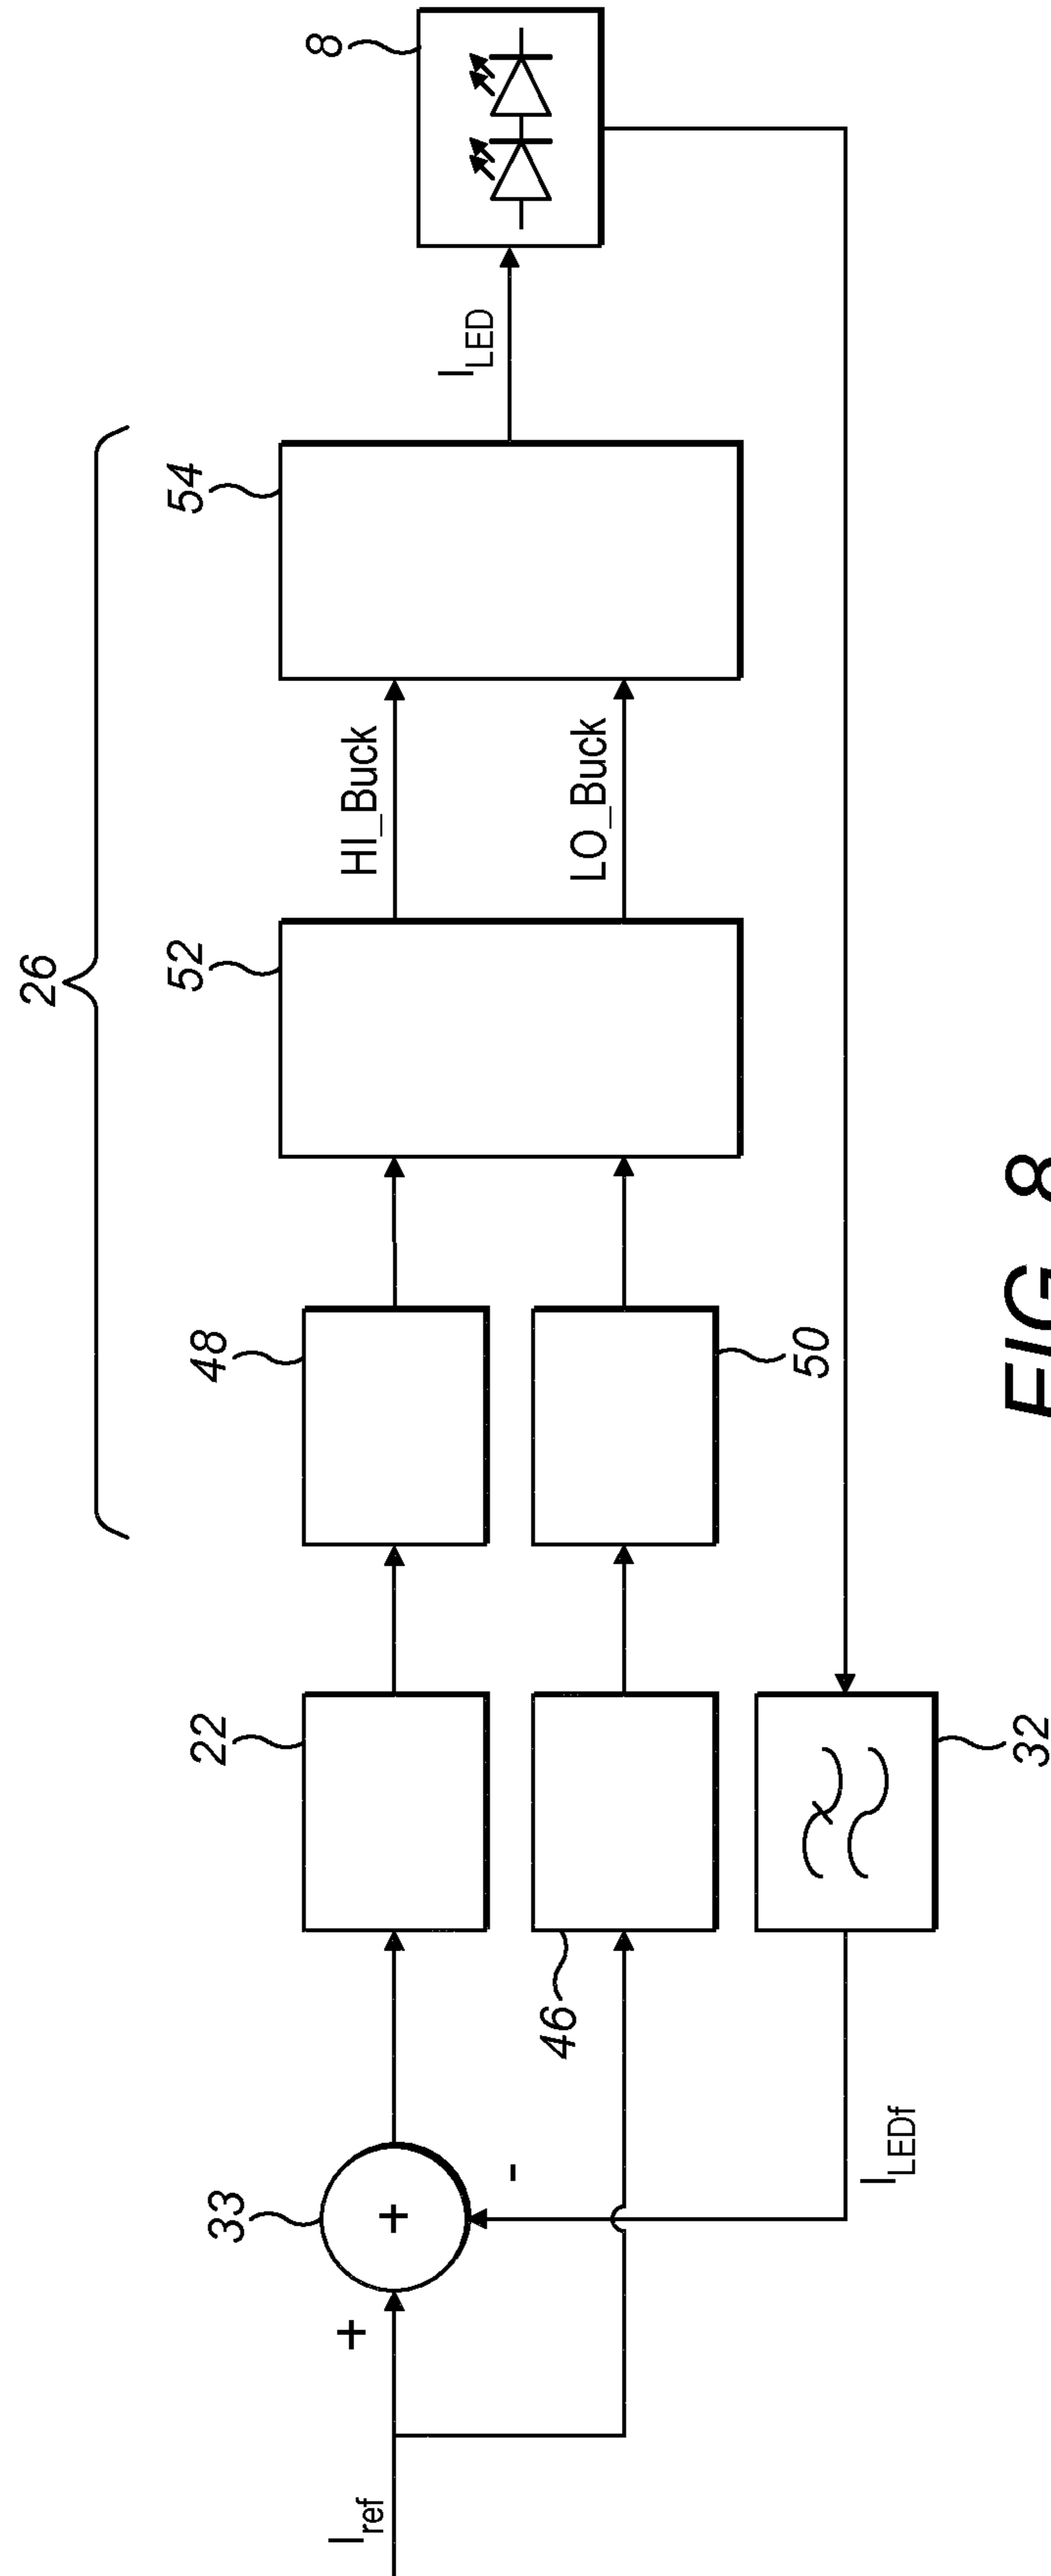 26
33
22
48
52
54
8
I_ref
+
+
-
46
50
HI_Buck
LO_Buck
I_LED
I_LEDf
32
FIG. 8